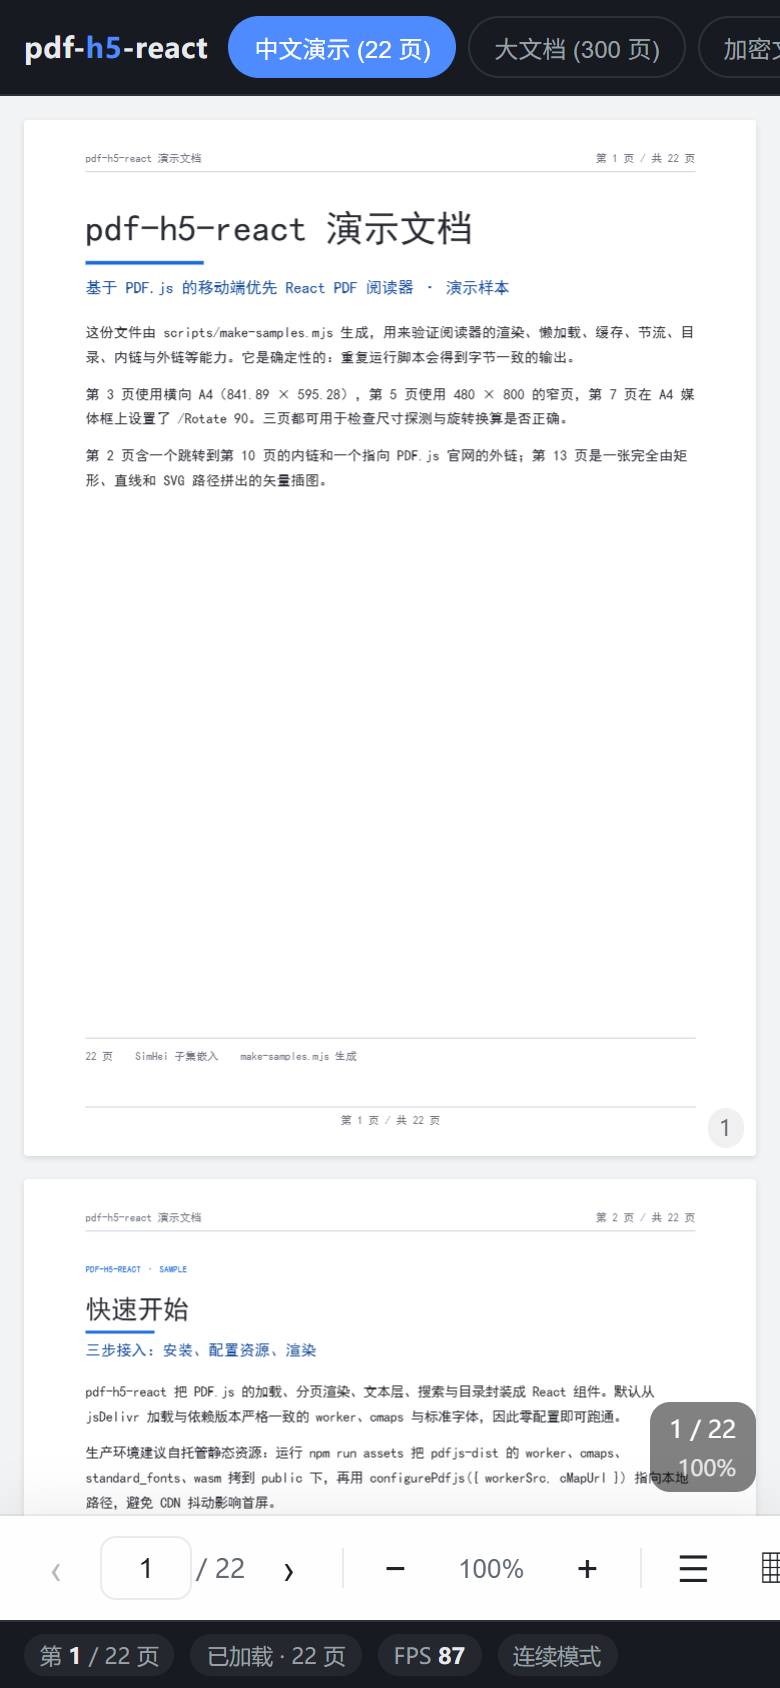 pdf-h5-react 中文演示 (22 页) 大文档 (300 页) 加密
pdf-h5-react 演示文档 第 1 页 / 共 22 页
pdf-h5-react 演示文档
基于 PDF.js 的移动端优先 React PDF 阅读器 · 演示样本
这份文件由 scripts/make-samples.mjs 生成，用来验证阅读器的渲染、懒加载、缓存、节流、目
录、内链与外链等能力。它是确定性的：重复运行脚本会得到字节一致的输出。
第 3 页使用横向 A4（841.89 × 595.28），第 5 页使用 480 × 800 的窄页，第 7 页在 A4 媒
体框上设置了 /Rotate 90。三页都可用于检查尺寸探测与旋转换算是否正确。
第 2 页含一个跳转到第 10 页的内链和一个指向 PDF.js 官网的外链；第 13 页是一张完全由矩
形、直线和 SVG 路径拼出的矢量插图。
22 页 SimHei 子集嵌入 make-samples.mjs 生成
第 1 页 / 共 22 页
1
pdf-h5-react 演示文档 第 2 页 / 共 22 页
PDF-H5-REACT · SAMPLE
快速开始
三步接入：安装、配置资源、渲染
pdf-h5-react 把 PDF.js 的加载、分页渲染、文本层、搜索与目录封装成 React 组件。默认从
jsDelivr 加载与依赖版本严格一致的 worker、cmaps 与标准字体，因此零配置即可跑通。
生产环境建议自托管静态资源：运行 npm run assets 把 pdfjs-dist 的 worker、cmaps、
standard_fonts、wasm 拷到 public 下，再用 configurePdfjs({ workerSrc, cMapUrl }) 指向本地
路径，避免 CDN 抖动影响首屏。
1 / 22
100%
‹ 1 / 22 › − 100% +
第 1 / 22 页 已加载 · 22 页 FPS 87 连续模式